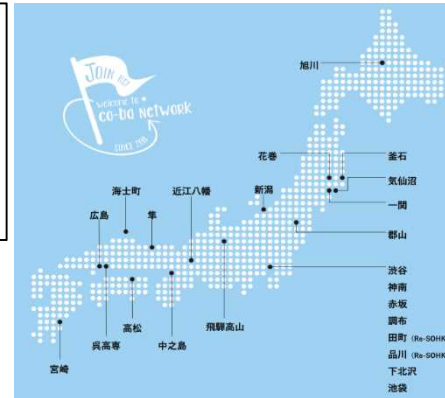 JOIN US!
WELCOME TO
co-ba NETWORK
SINCE 2011
旭川
花巻
釜石
気仙沼
一関
郡山
海士町
近江八幡
新潟
広島
隼
渋谷
神南
赤坂
調布
田町 (Re-SOHK
品川 (Re-SOHK
下北沢
池袋
高松
飛騨高山
呉高専
中之島
宮崎